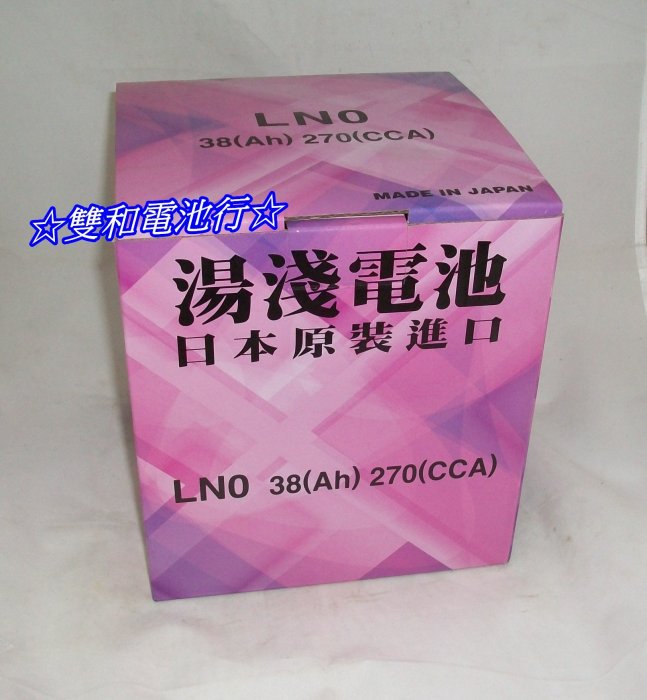 LN0
38(Ah) 270(CCA)
MADE IN JAPAN
☆雙和電池行☆
湯淺電池
日本原裝進口
LN0 38(Ah) 270(CCA)